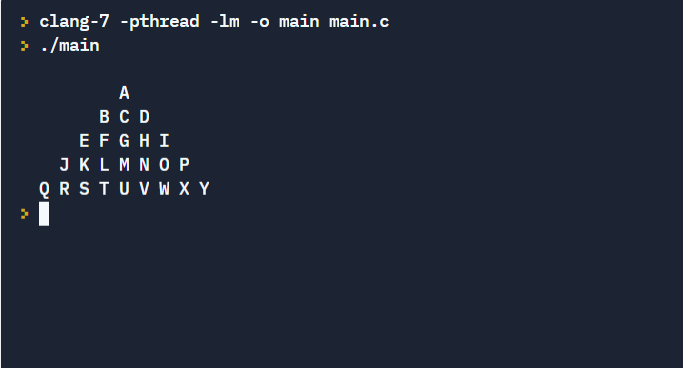 > clang-7 -pthread -lm -o main main.c
> ./main
A
B C D
E F G H I
J K L M N O P
Q R S T U V W X Y
>